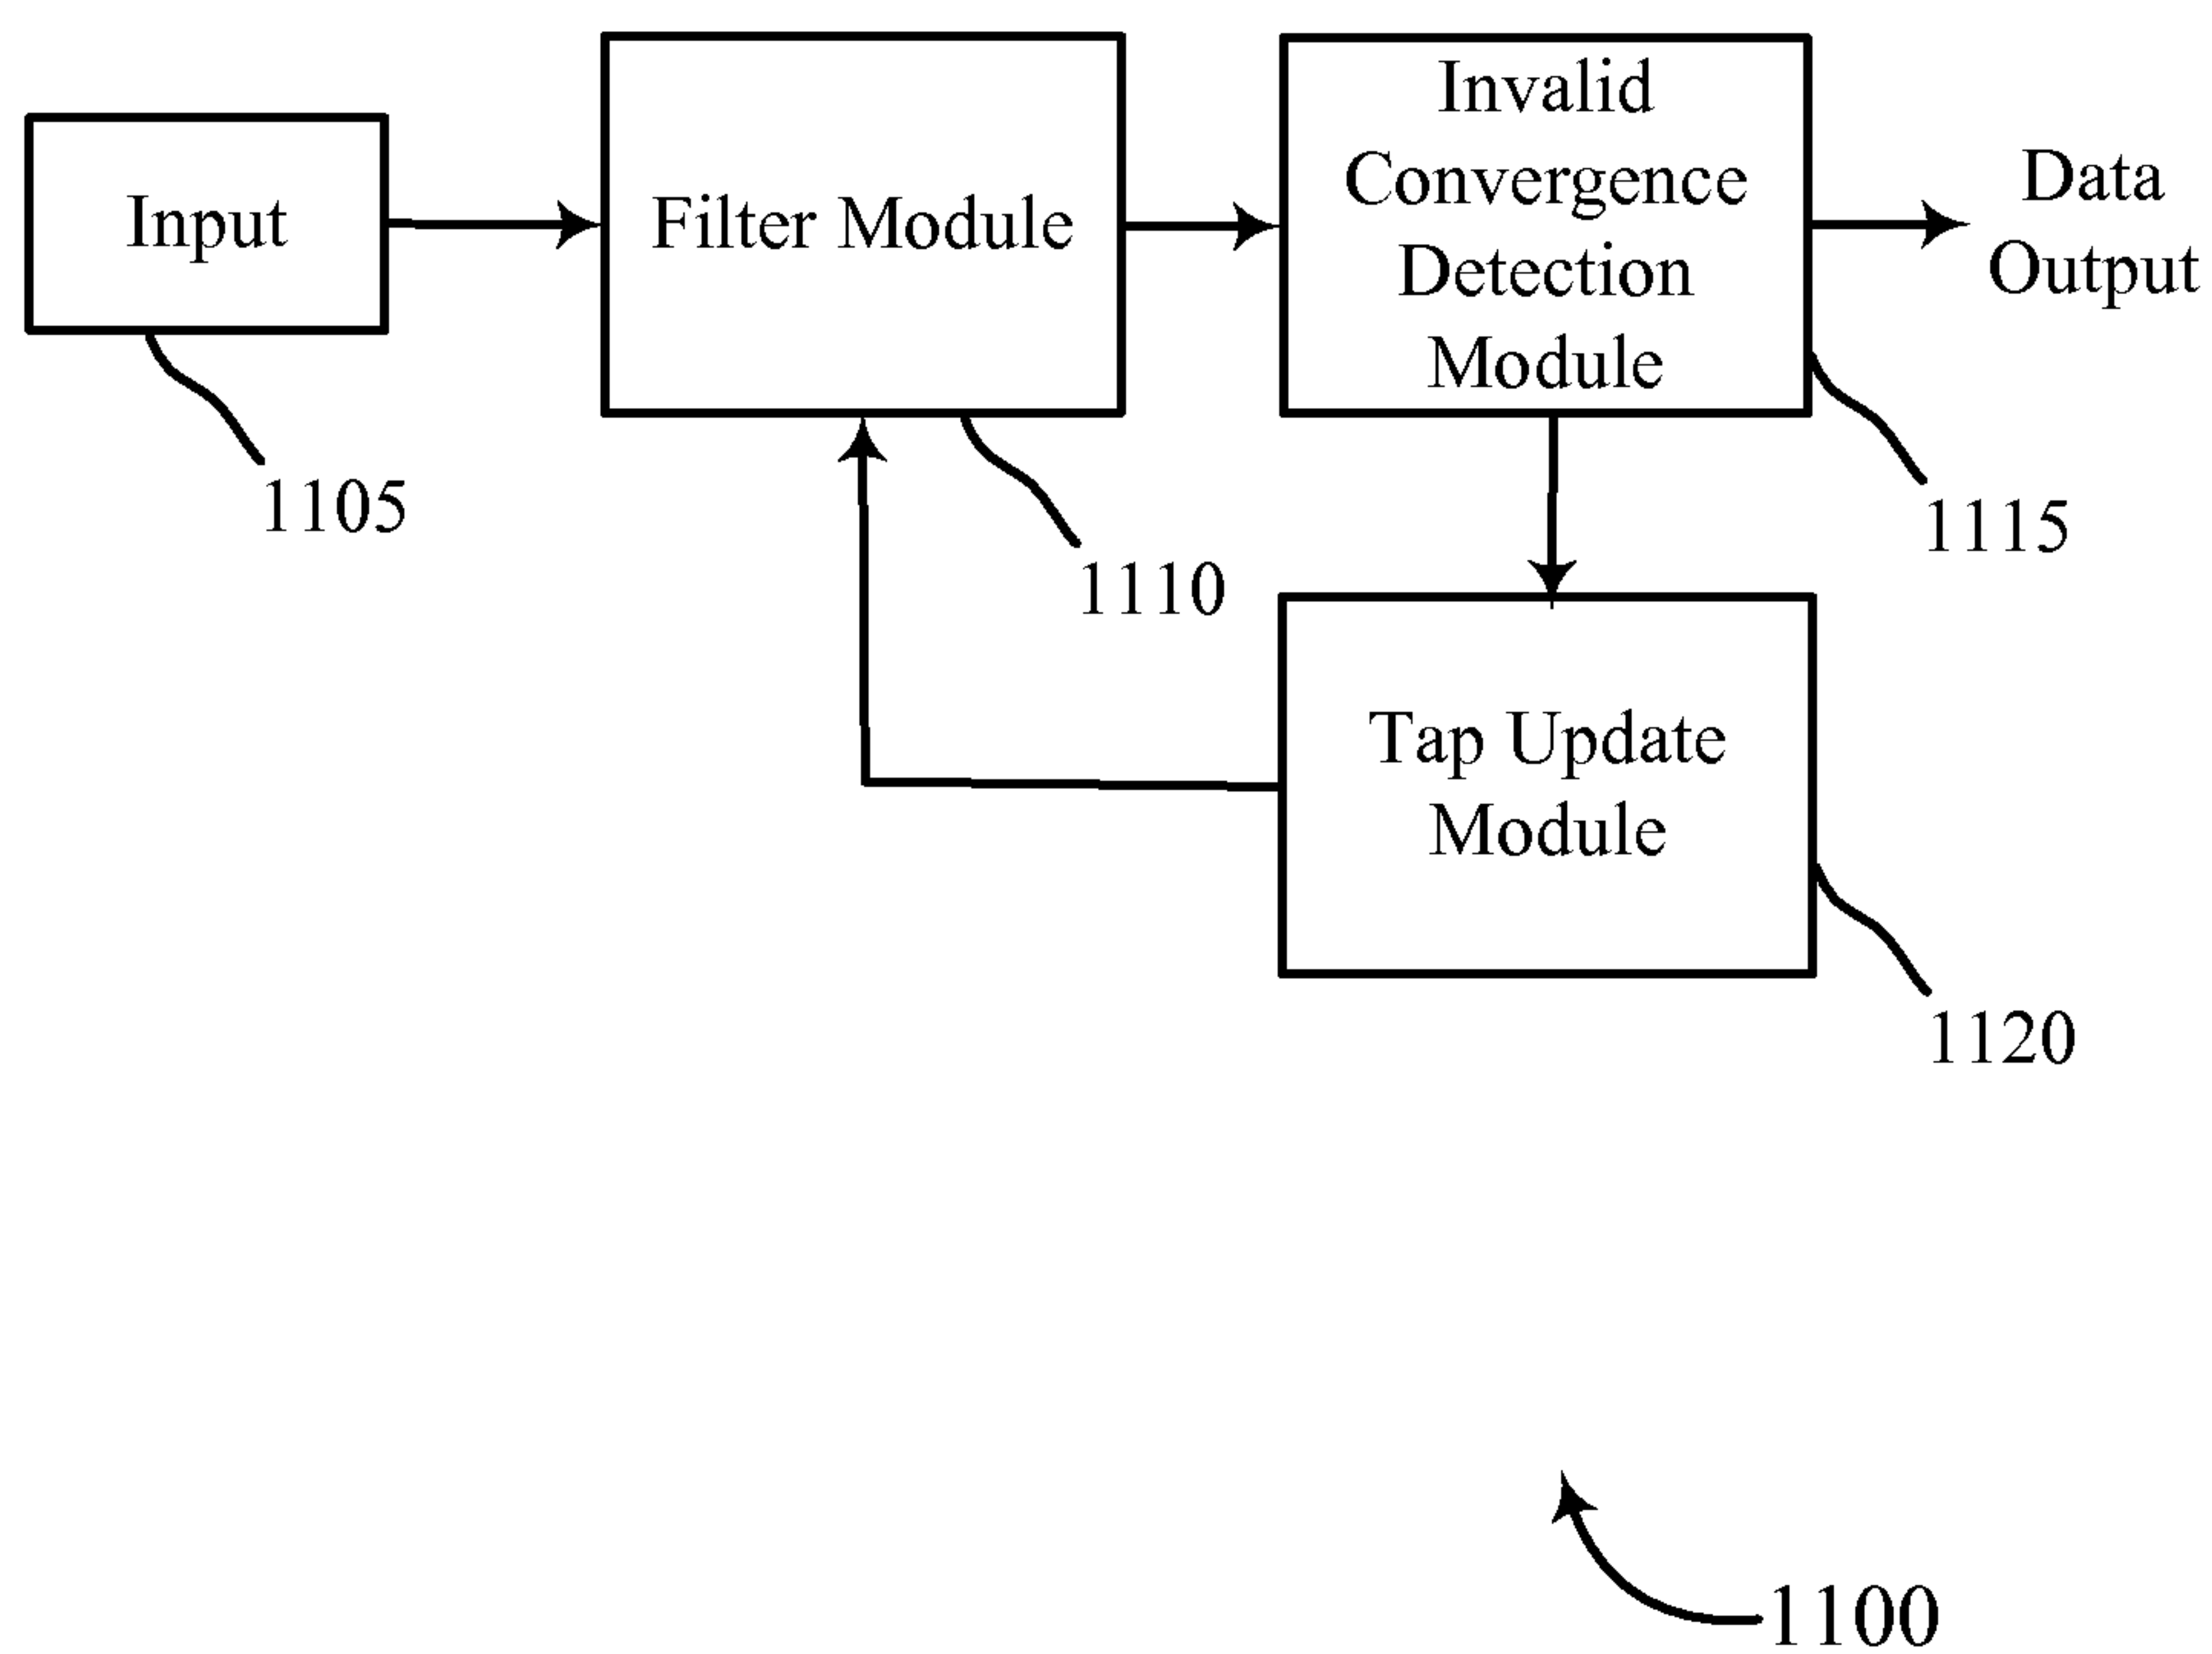 Input
1105
Filter Module
1110
Invalid
Convergence
Detection
Module
1115
Data
Output
Tap Update
Module
1120
1100